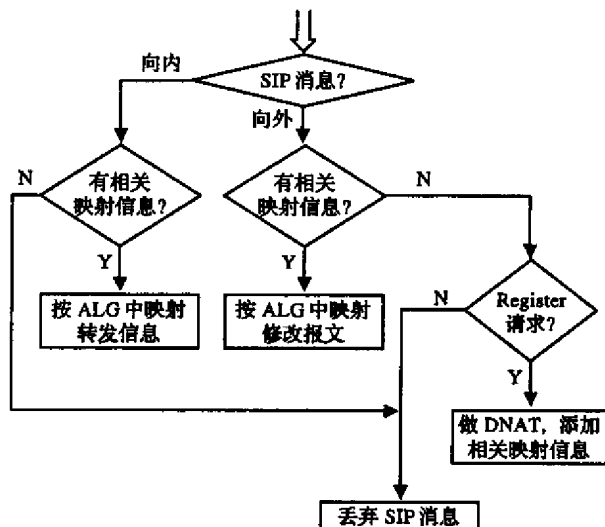 SIP 消息?
向内
向外
N
有相关
映射信息?
有相关
映射信息?
N
Y
Y
N
Register
请求?
按 ALG 中映射
转发信息
按 ALG 中映射
修改报文
Y
做 DNAT, 添加
相关映射信息
丢弃 SIP 消息